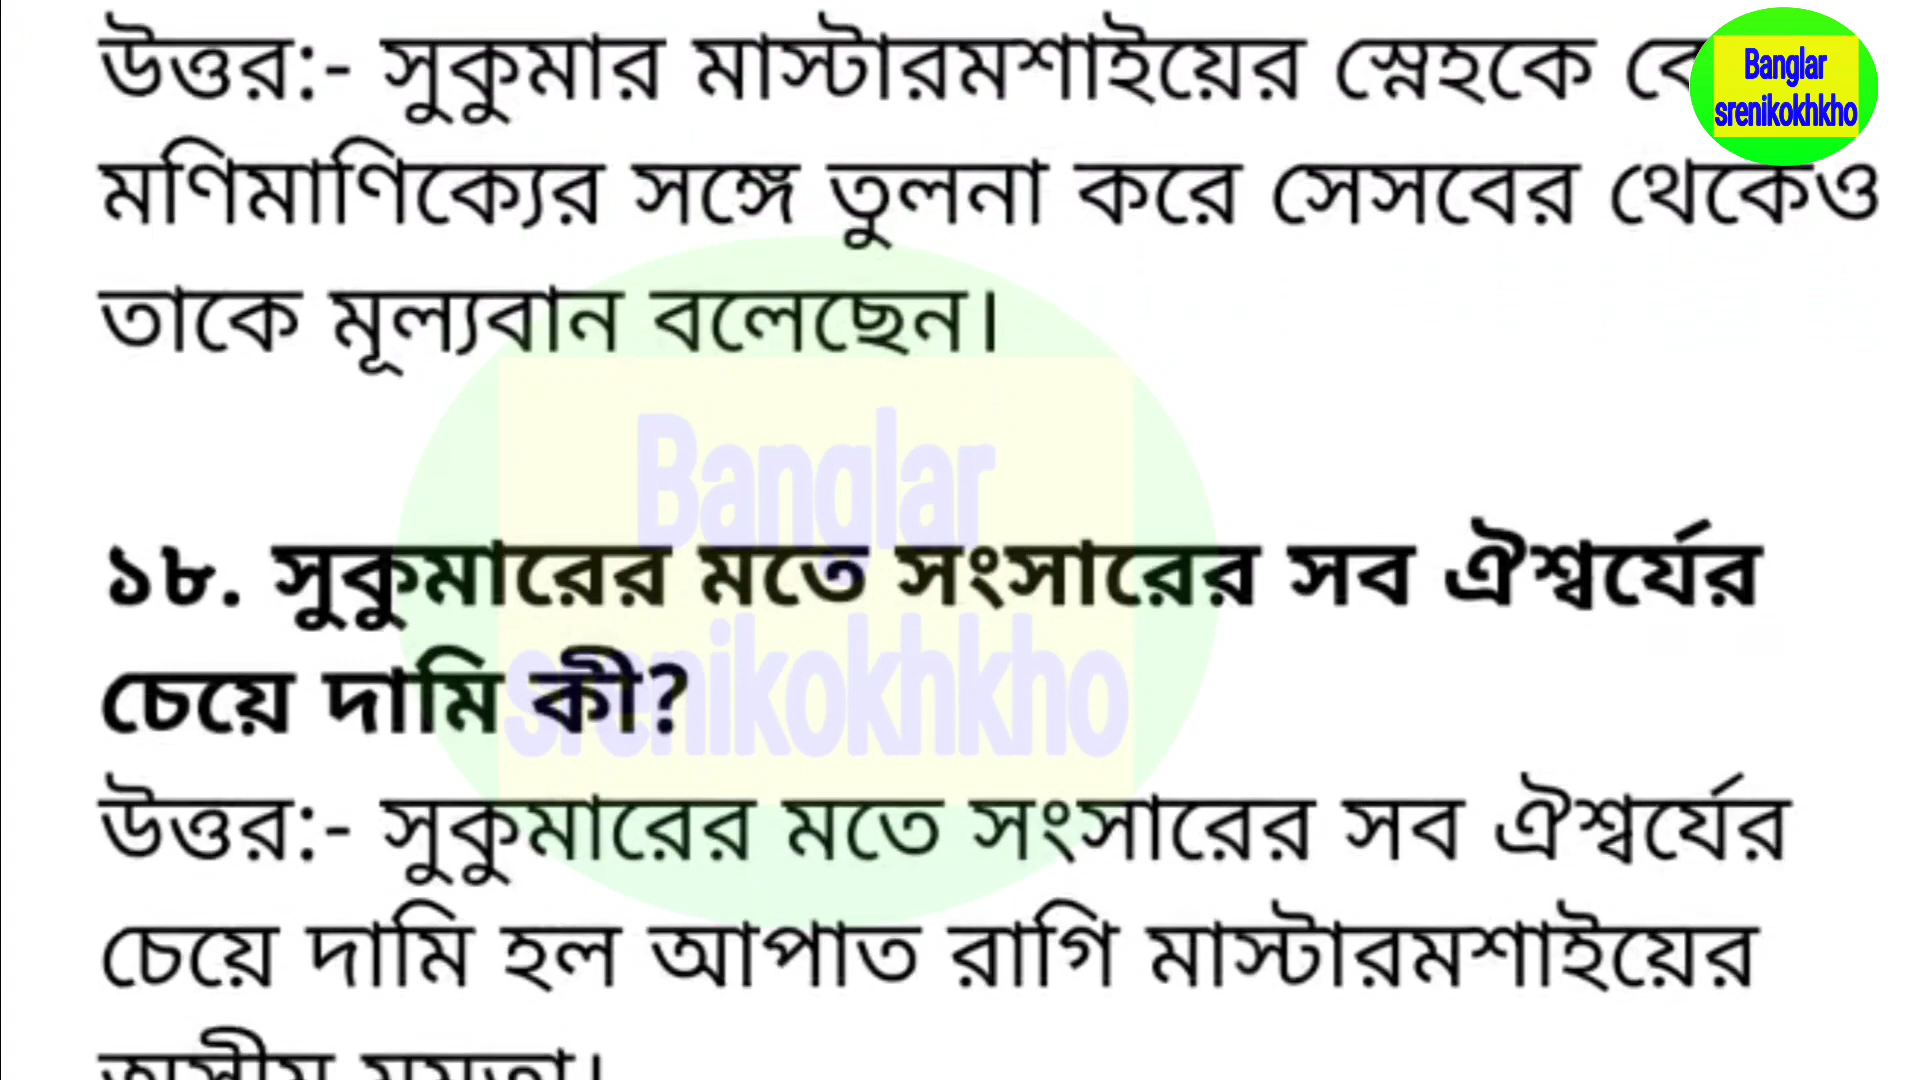 উত্তর:- সুকুমার মাস্টারমশাইয়ের স্নেহকে
Banglar
srenikokhkho
মণিমাণিক্যের সঙ্গে তুলনা করে সেসবের থেকেও
তাকে মূল্যবান বলেছেন।
Banglar
১৮. সুকুমারের মতে সংসারের সব ঐশ্বর্যের
srenikokhkho
চেয়ে দামি কী?
উত্তর:- সুকুমারের মতে সংসারের সব ঐশ্বর্যের
চেয়ে দামি হল আপাত রাগি মাস্টারমশাইয়ের